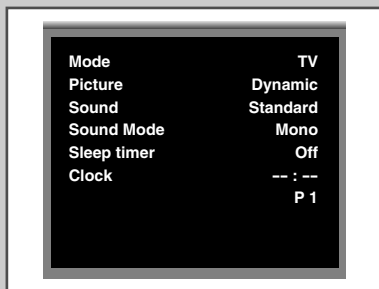 Mode TV
Picture Dynamic
Sound Standard
Sound Mode Mono
Sleep timer Off
Clock -- : --
P 1